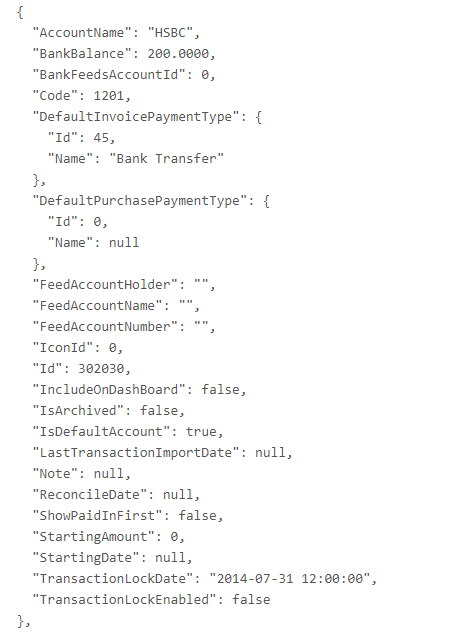 {
"AccountName": "HSBC",
"BankBalance": 200.0000,
"BankFeedsAccountId": 0,
"Code": 1201,
"DefaultInvoicePaymentType": {
"Id": 45,
"Name": "Bank Transfer"
},
"DefaultPurchasePaymentType": {
"Id": 0,
"Name": null
},
"FeedAccountHolder": "",
"FeedAccountName": "",
"FeedAccountNumber": "",
"IconId": 0,
"Id": 302030,
"IncludeOnDashBoard": false,
"IsArchived": false,
"IsDefaultAccount": true,
"LastTransactionImportDate": null,
"Note": null,
"ReconcileDate": null,
"ShowPaidInFirst": false,
"StartingAmount": 0,
"StartingDate": null,
"TransactionLockDate": "2014-07-31 12:00:00",
"TransactionLockEnabled": false
},